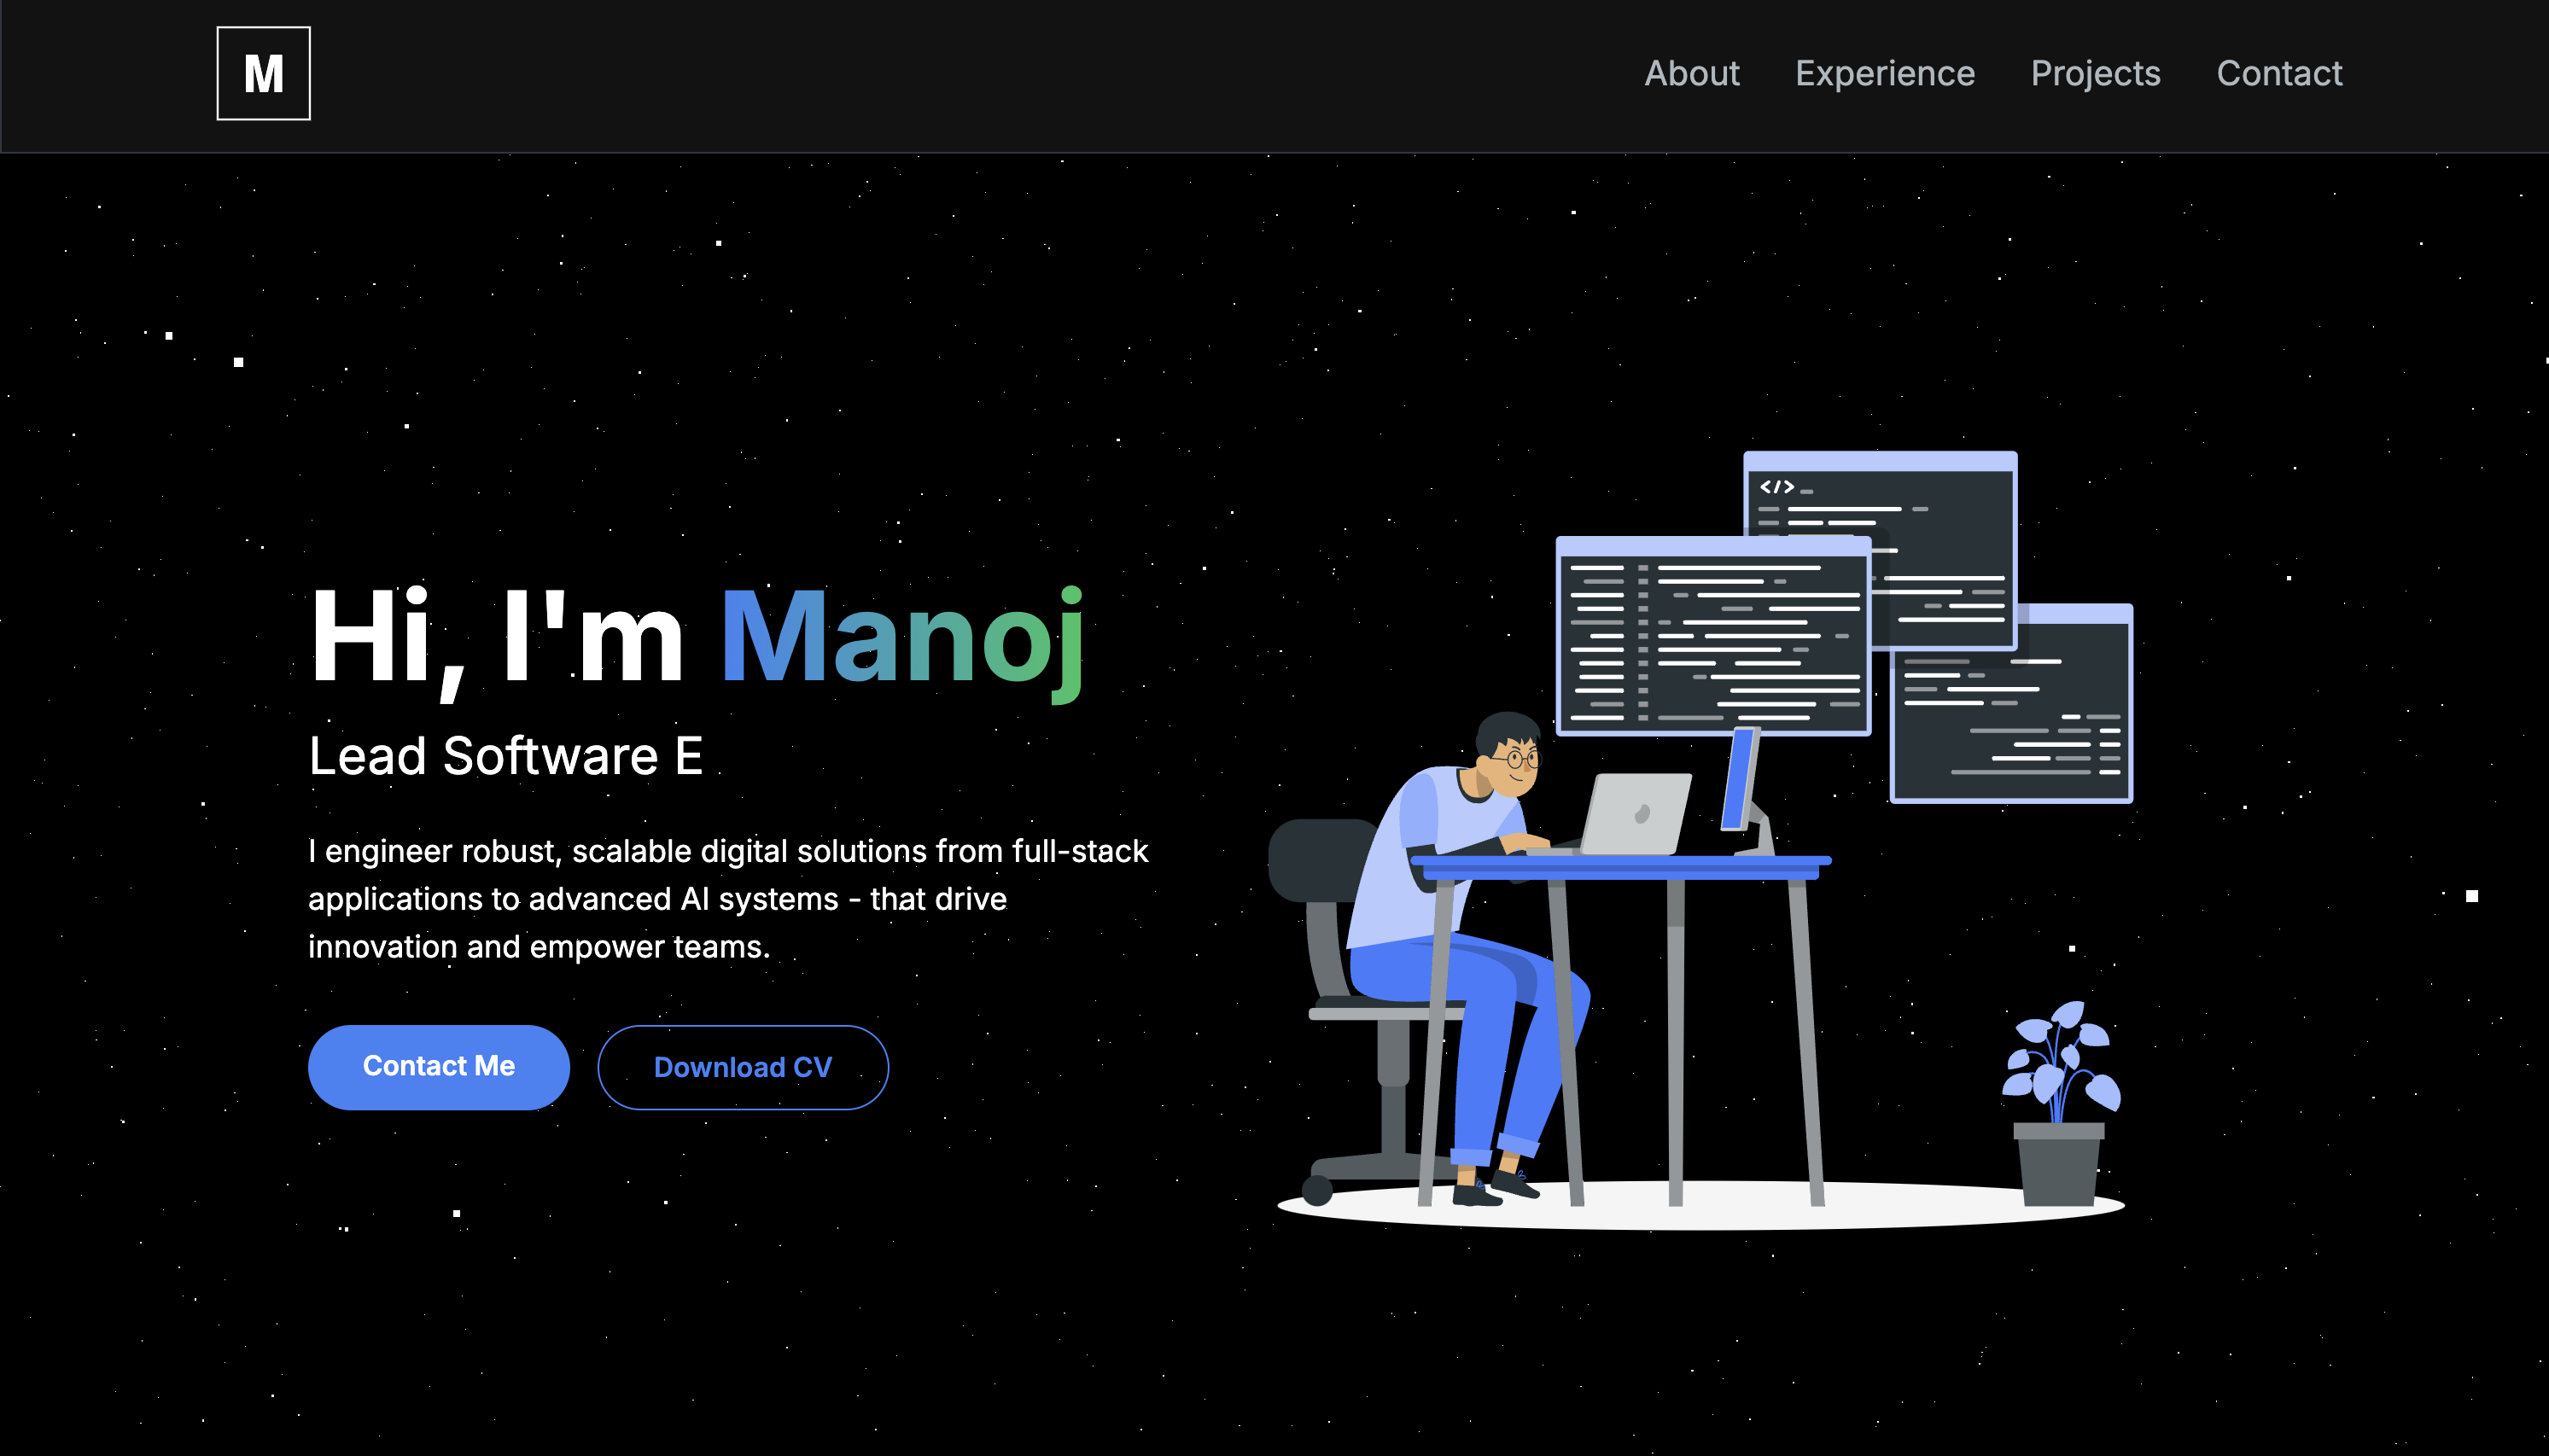 M
About Experience Projects Contact
</>
Hi, I'm Manoj
Lead Software E
I engineer robust, scalable digital solutions from full-stack
applications to advanced AI systems - that drive
innovation and empower teams.
Contact Me Download CV